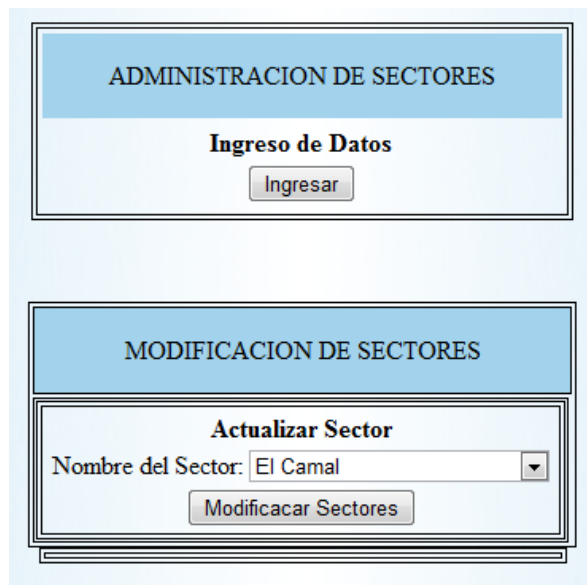 ADMINISTRACION DE SECTORES
Ingreso de Datos
Ingresar
MODIFICACION DE SECTORES
Actualizar Sector
Nombre del Sector: El Camal
Modificacar Sectores